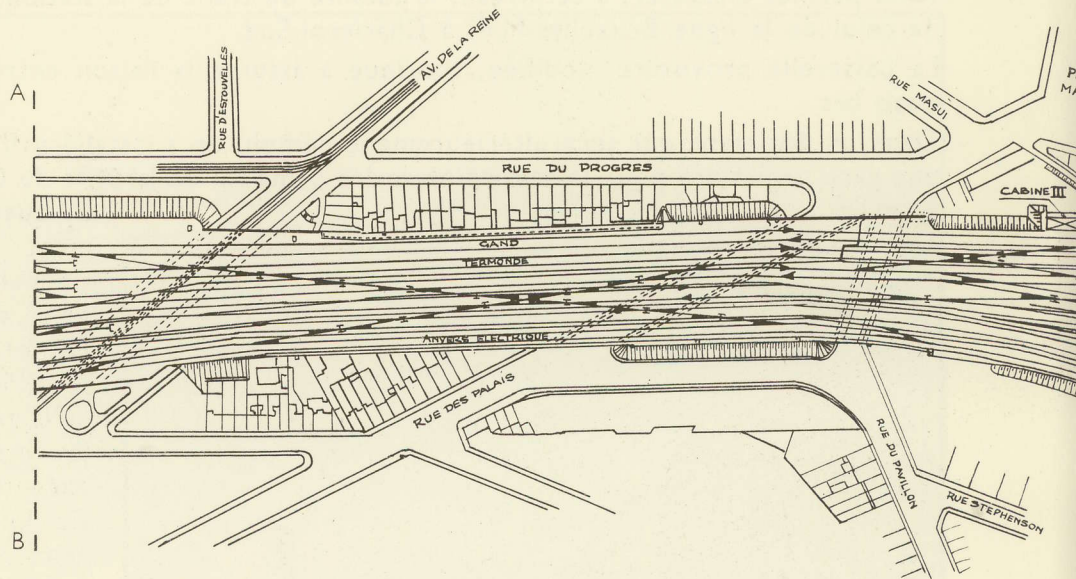 A
RUE D'ESTOUVELLES
AV. DE LA REINE
RUE MASUI
P
MA
RUE DU PROGRES
CABINE III
GAND
TERMONDE
ANVERS ELECTRIQUE
RUE DES PALAIS
RUE DU PAVILLON
RUE STEPHENSON
B